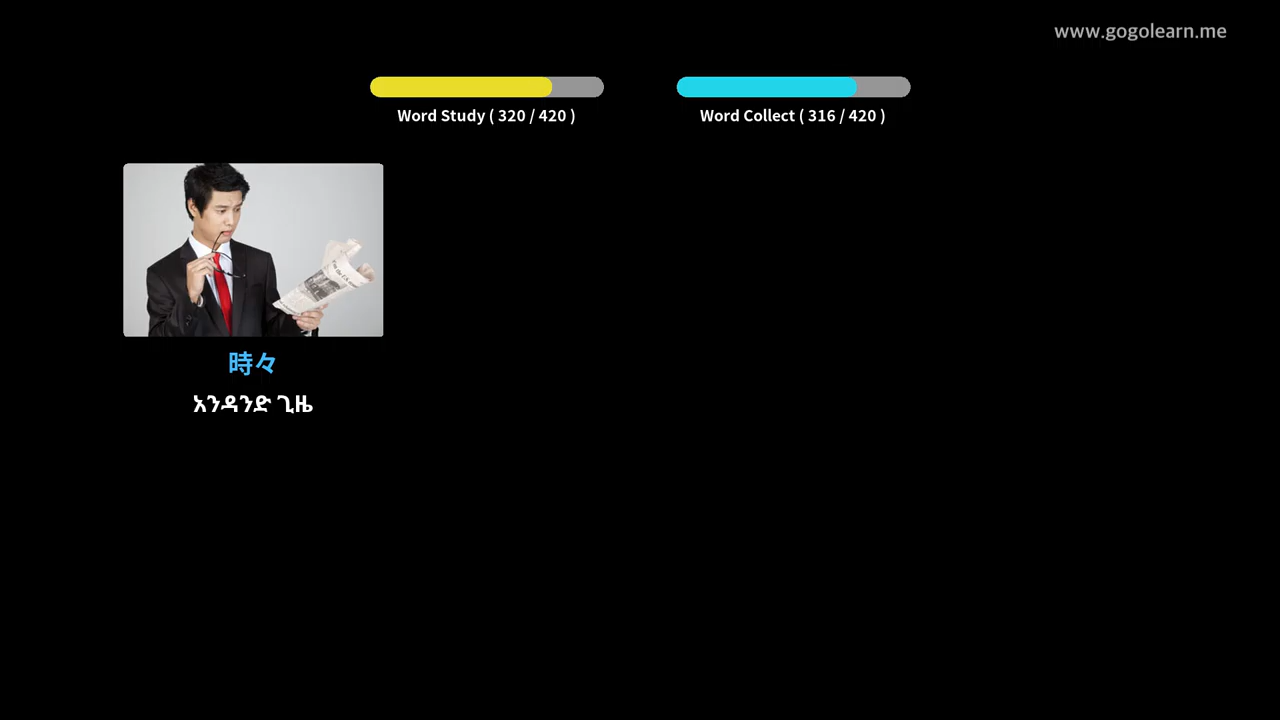 www.gogolearn.me
Word Study ( 320 / 420 )
Word Collect ( 316 / 420 )
時々
አንዳንድ ጊዜ